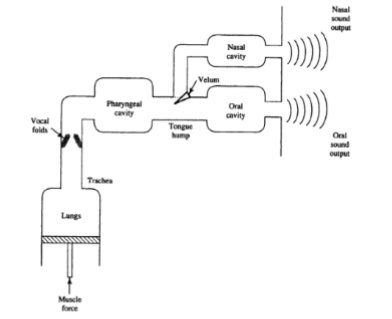 Nasal
sound
output
Nasal
cavity
Velum
Pharyngeal
cavity
Oral
cavity
Vocal
folds
Tongue
hump
Oral
sound
output
Trachea
Langs
Muscle
force